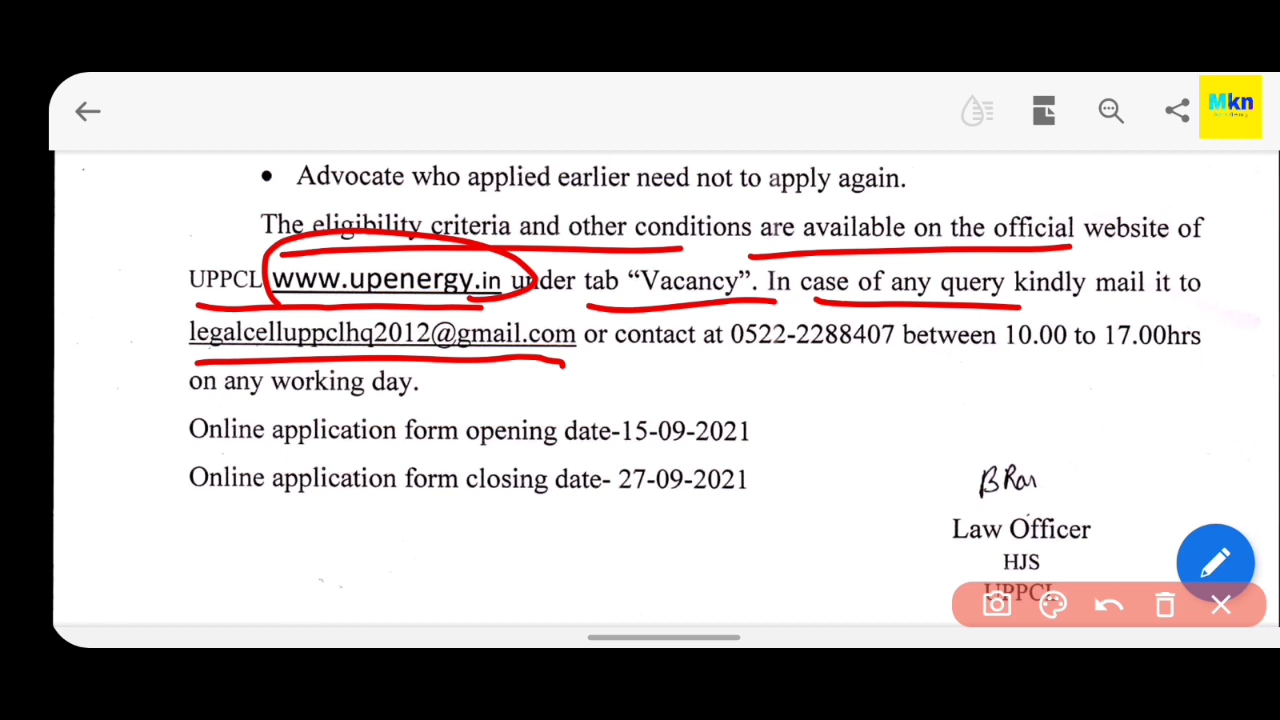 Mkn
• Advocate who applied earlier need not to apply again.
The eligibility criteria and other conditions are available on the official website of
UPPCL www.upenergy.in under tab “Vacancy”. In case of any query kindly mail it to
legalcelluppclhq2012@gmail.com or contact at 0522-2288407 between 10.00 to 17.00hrs
on any working day.
Online application form opening date-15-09-2021
Online application form closing date- 27-09-2021
Law Officer
HJS
UPPCL